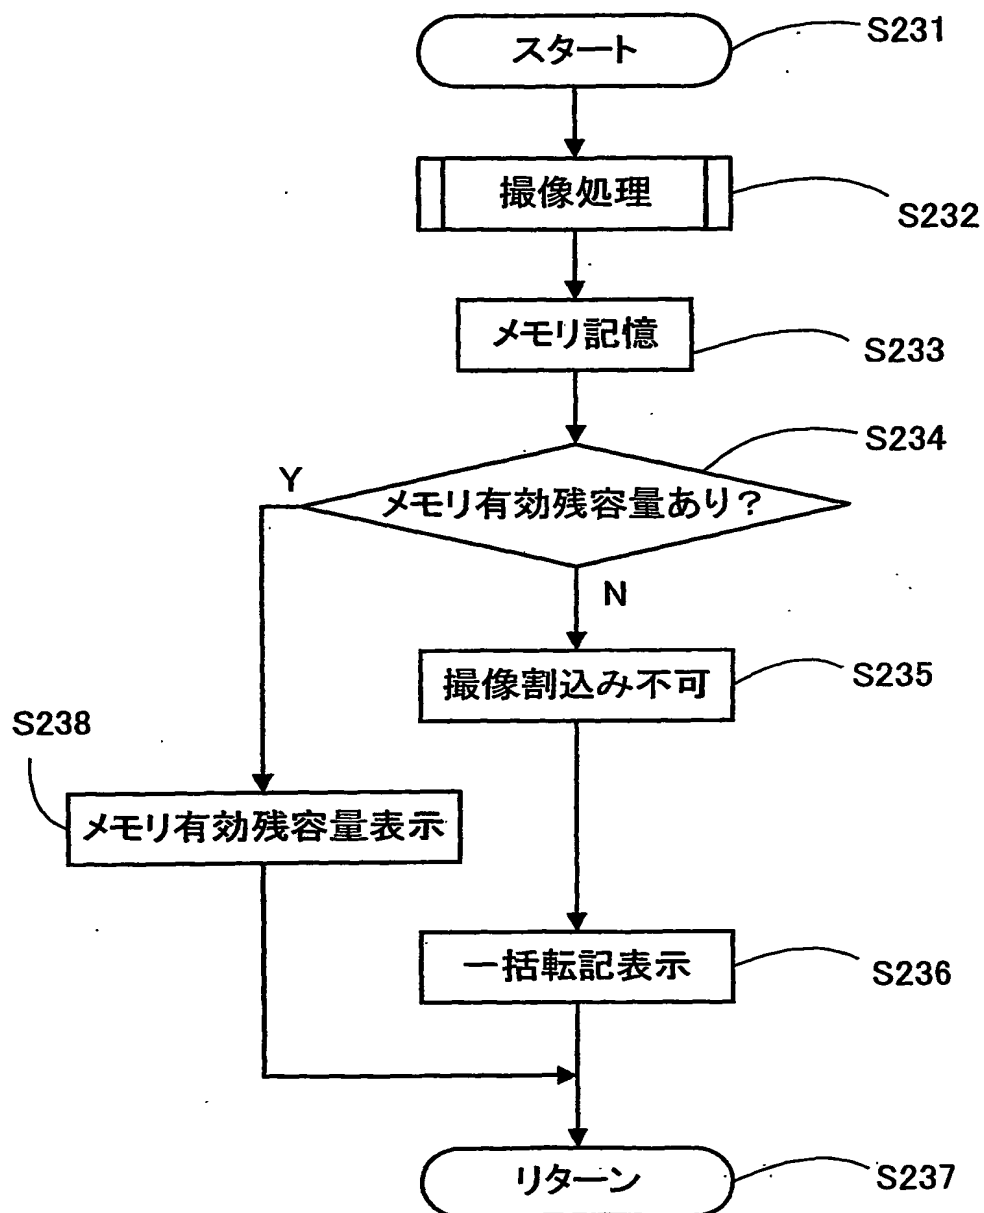 スタート
S231
撮像処理
S232
メモリ記憶
S233
S234
Y
メモリ有効残容量あり?
N
撮像割込み不可
S235
S238
メモリ有効残容量表示
一括転記表示
S236
リターン
S237